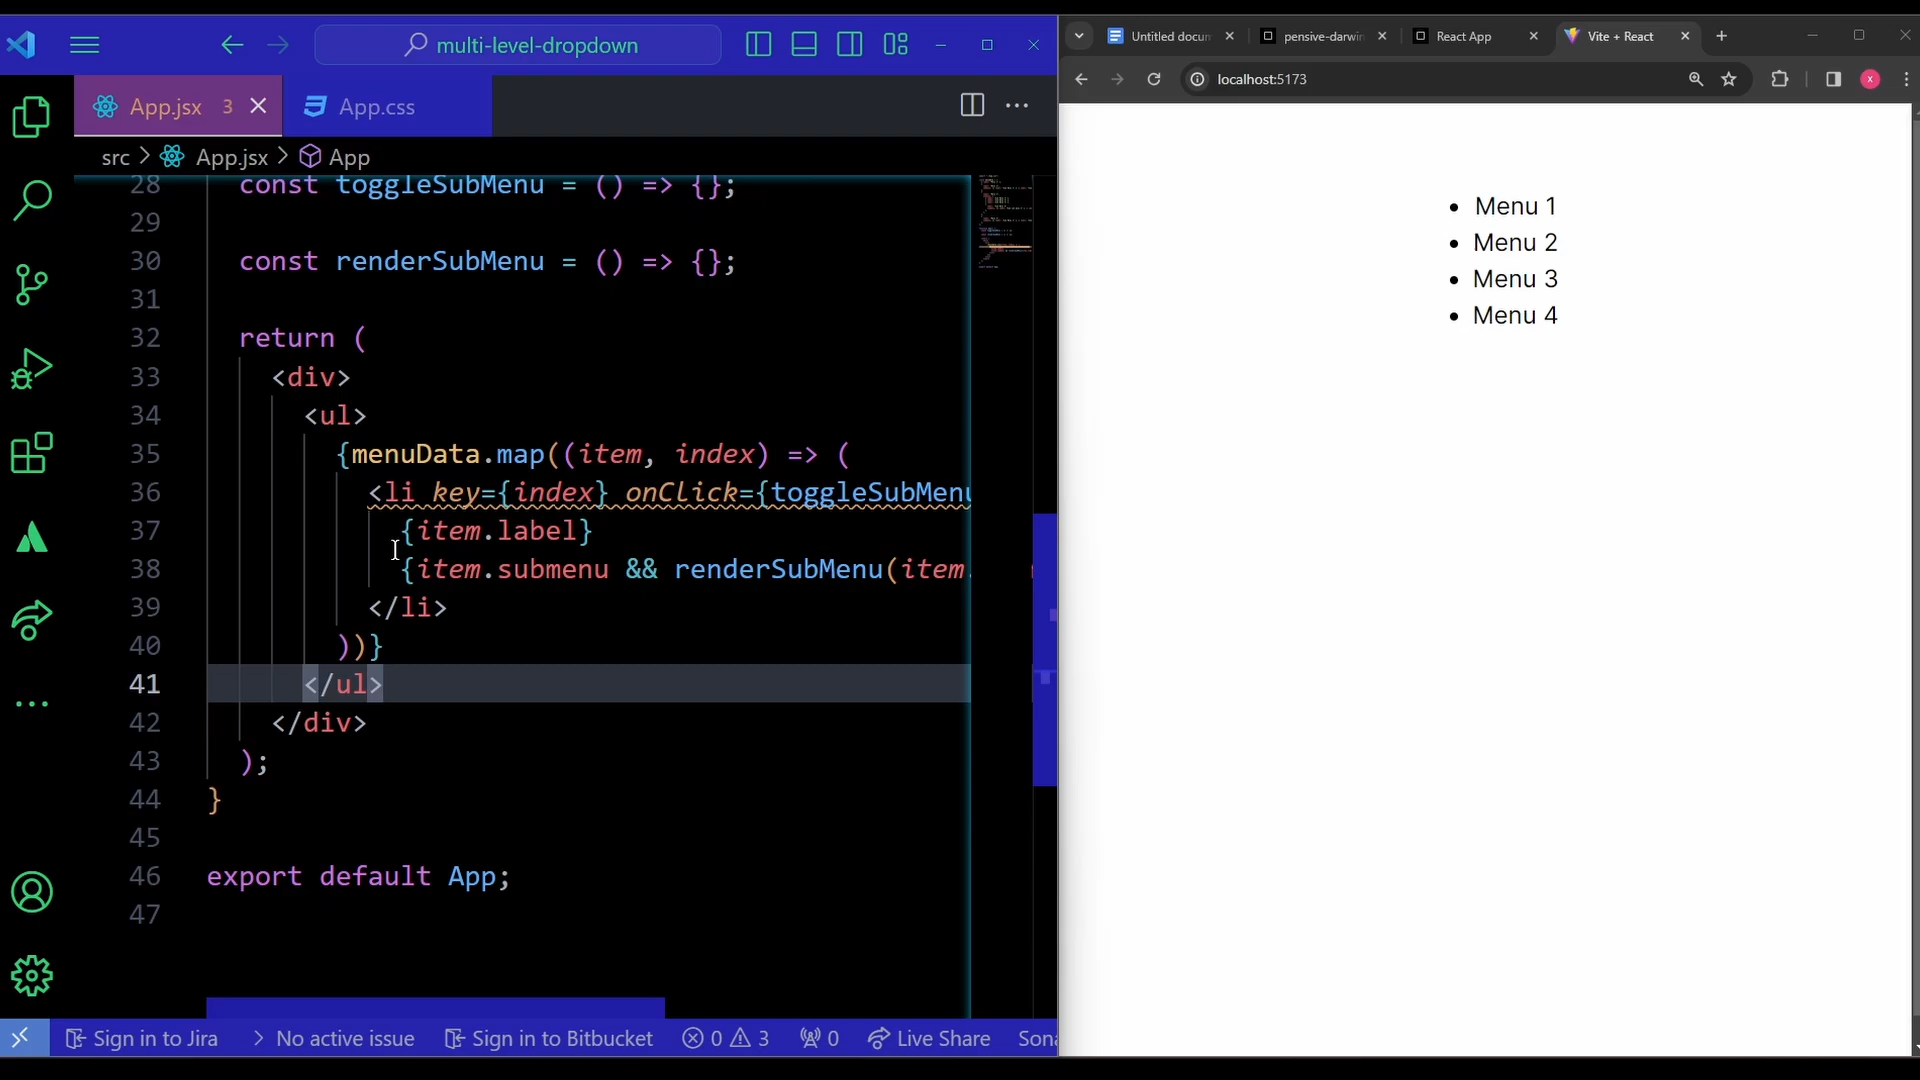 multi-level-dropdown
App.jsx 3
App.css
src > App.jsx > App
28 const toggleSubMenu = () => {};
29
30 const renderSubMenu = () => {};
31
32 return (
33 <div>
34 <ul>
35 {menuData.map((item, index) => (
36 <li key={index} onClick={toggleSubMenu
37 {item.label}
38 {item.submenu && renderSubMenu(item.
39 </li>
40 ))}
41 </ul>
42 </div>
43 );
44 }
45
46 export default App;
47
Sign in to Jira
No active issue
Sign in to Bitbucket
0 3
0
Live Share
Sona
Untitled docum
pensive-darwin
React App
Vite + React
localhost:5173
x
Menu 1
Menu 2
Menu 3
Menu 4